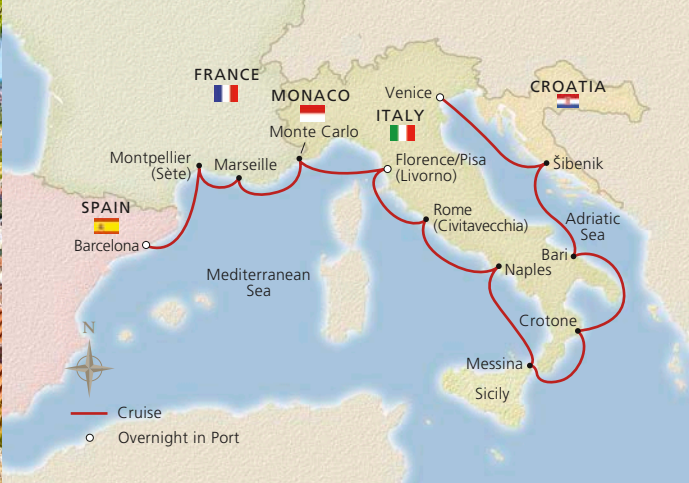 FRANCE
MONACO
Monte Carlo
Venice
ITALY
CROATIA
Montpellier
(Sète)
Marseille
Florence/Pisa
(Livorno)
Šibenik
SPAIN
Barcelona
Rome
(Civitavecchia)
Adriatic
Sea
Bari
Mediterranean
Sea
Naples
Crotone
N
Messina
Sicily
Cruise
Overnight in Port